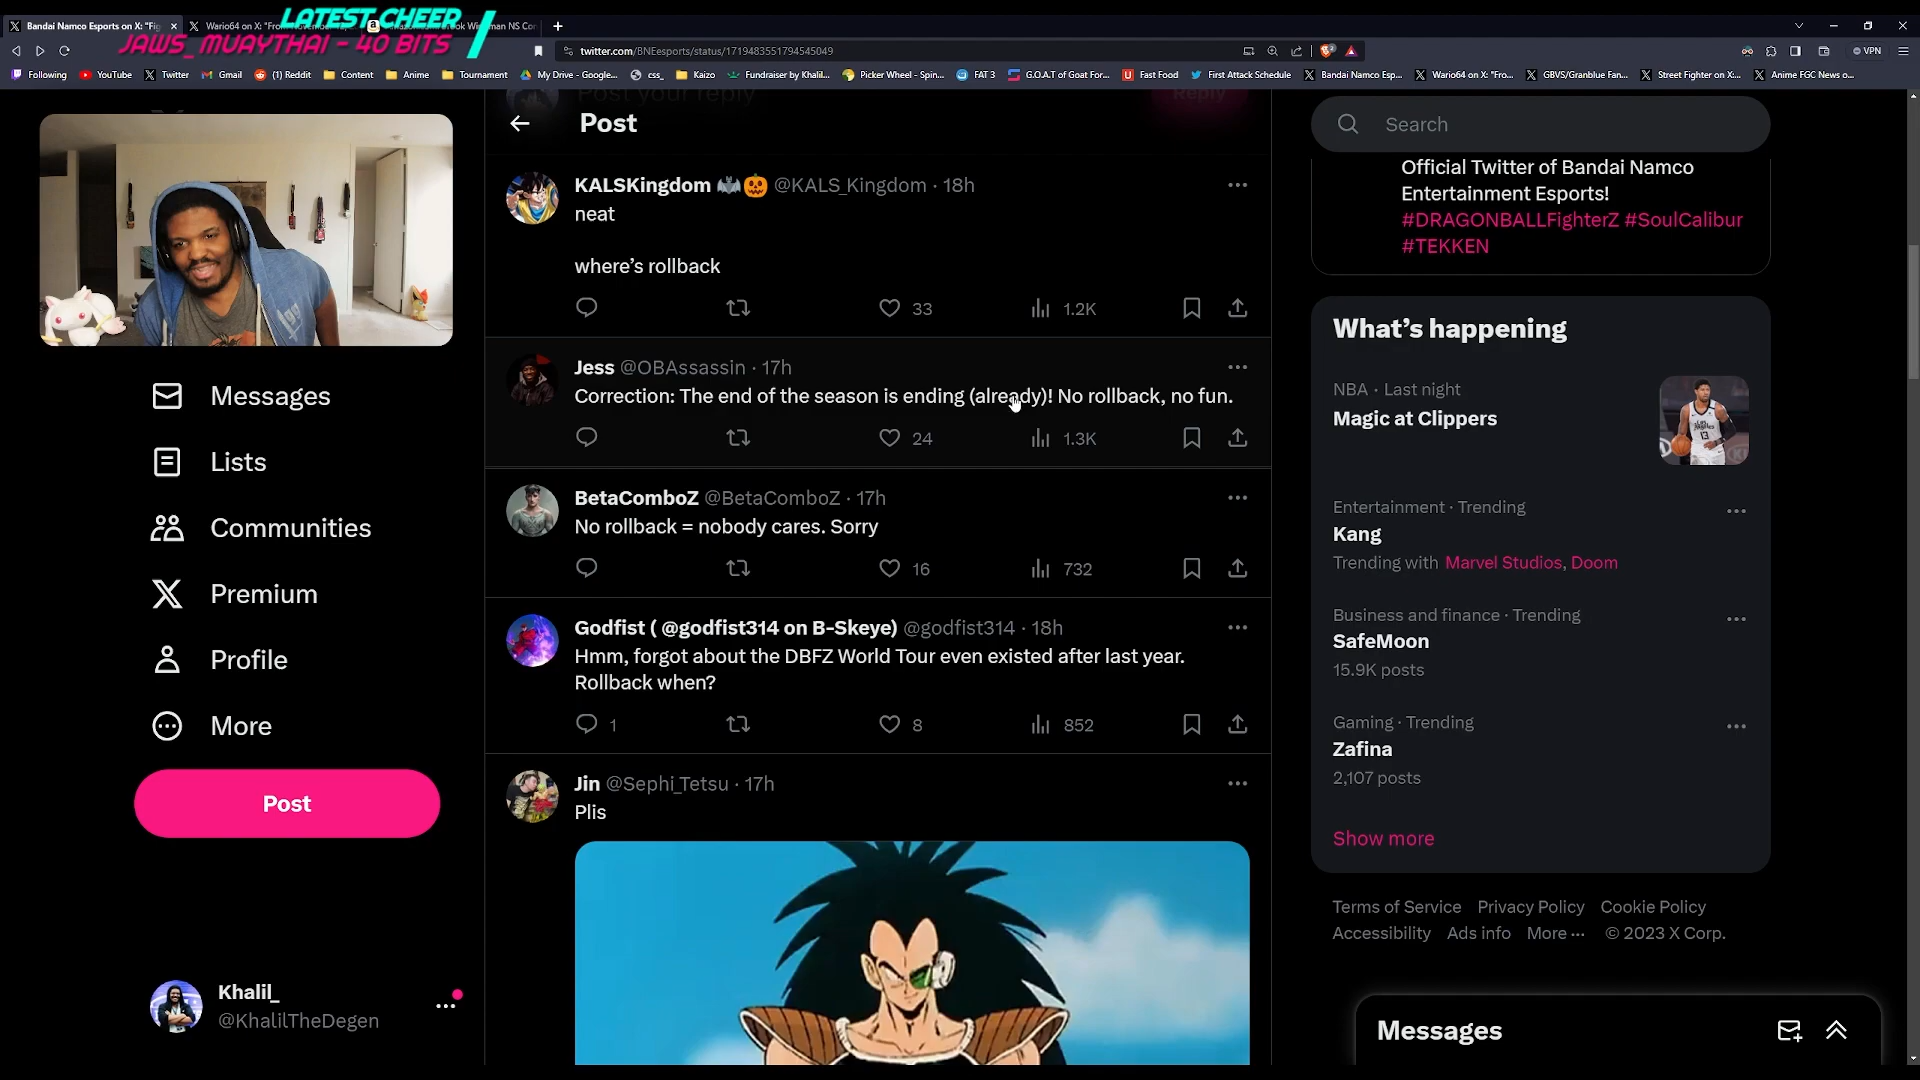 LATEST CHEER
JAWS_MUAYTHAI - 40 BITS
Bandai Namco Esports on X: "Fi
Wario64 on X: "Fro
twitter.com/BNEesports/status/1719483551794545049
VPN
Following
YouTube
Twitter
Gmail
(1) Reddit
Content
Anime
Tournament
My Drive - Google...
css_
Kaizo
Fundraiser by Khalil...
Picker Wheel - Spin...
FAT 3
G.O.A.T of Goat For...
Fast Food
First Attack Schedule
Bandai Namco Esp...
Wario64 on X: "Fro...
GBVS/Granblue Fan...
Street Fighter on X:...
Anime FGC News o...
Post your reply
Reply
Post
KALSKingdom 🦇🎃 @KALS_Kingdom · 18h
neat
where's rollback
33
1.2K
Jess @OBAssassin · 17h
Correction: The end of the season is ending (already)! No rollback, no fun.
24
1.3K
BetaComboZ @BetaComboZ · 17h
No rollback = nobody cares. Sorry
16
732
Godfist ( @godfist314 on B-Skeye) @godfist314 · 18h
Hmm, forgot about the DBFZ World Tour even existed after last year.
Rollback when?
1
8
852
Jin @Sephi_Tetsu · 17h
Plis
Messages
Lists
Communities
Premium
Profile
More
Post
Khalil_
@KhalilTheDegen
Search
Official Twitter of Bandai Namco
Entertainment Esports!
#DRAGONBALLFighterZ #SoulCalibur
#TEKKEN
What's happening
NBA · Last night
Magic at Clippers
Entertainment · Trending
Kang
Trending with Marvel Studios, Doom
Business and finance · Trending
SafeMoon
15.9K posts
Gaming · Trending
Zafina
2,107 posts
Show more
Terms of Service Privacy Policy Cookie Policy
Accessibility Ads info More ··· © 2023 X Corp.
Messages